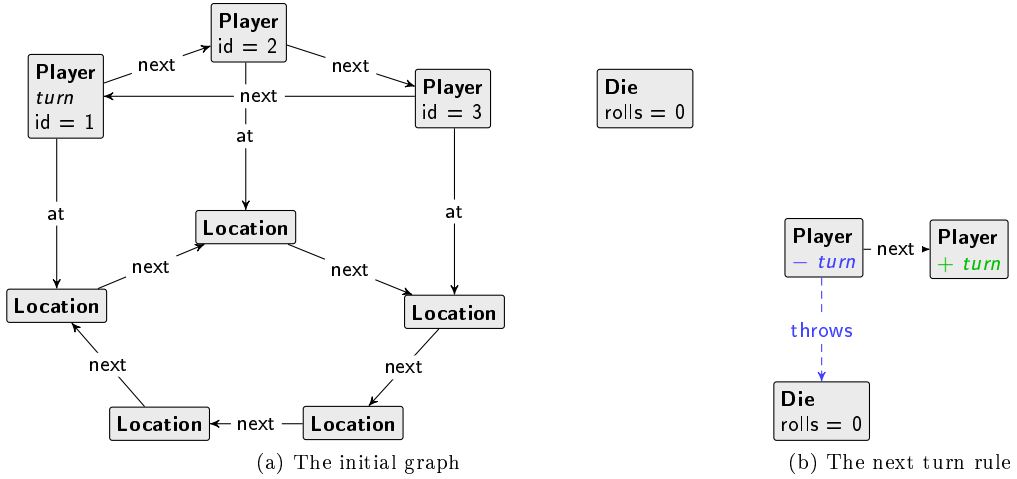 Player
id = 2
next
next
Player
turn
id = 1
Player
id = 3
next
Die
rolls = 0
at
at
at
Location
next
next
Location
Location
next
next
Location
next
Location
(a) The initial graph
Player
− turn
next
Player
+ turn
throws
Die
rolls = 0
(b) The next turn rule